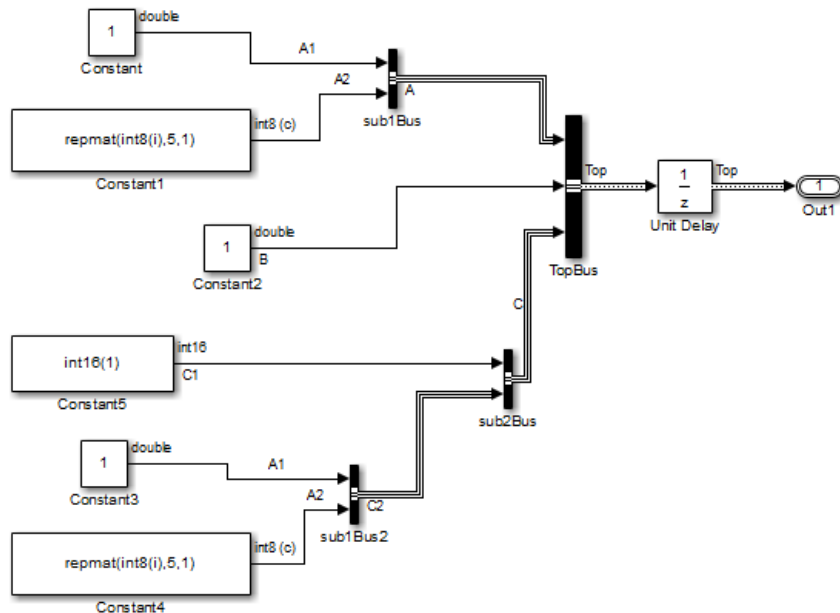 double
1
A1
Constant
A2
A
int8 (c)
repmat(int8(i),5,1)
sub1Bus
Constant1
Top
1
z
Top
1
Unit Delay
Out1
double
1
B
Constant2
TopBus
C
int16
int16(1)
C1
Constant5
sub2Bus
double
1
A1
Constant3
A2
C2
sub1Bus2
int8 (c)
repmat(int8(i),5,1)
Constant4